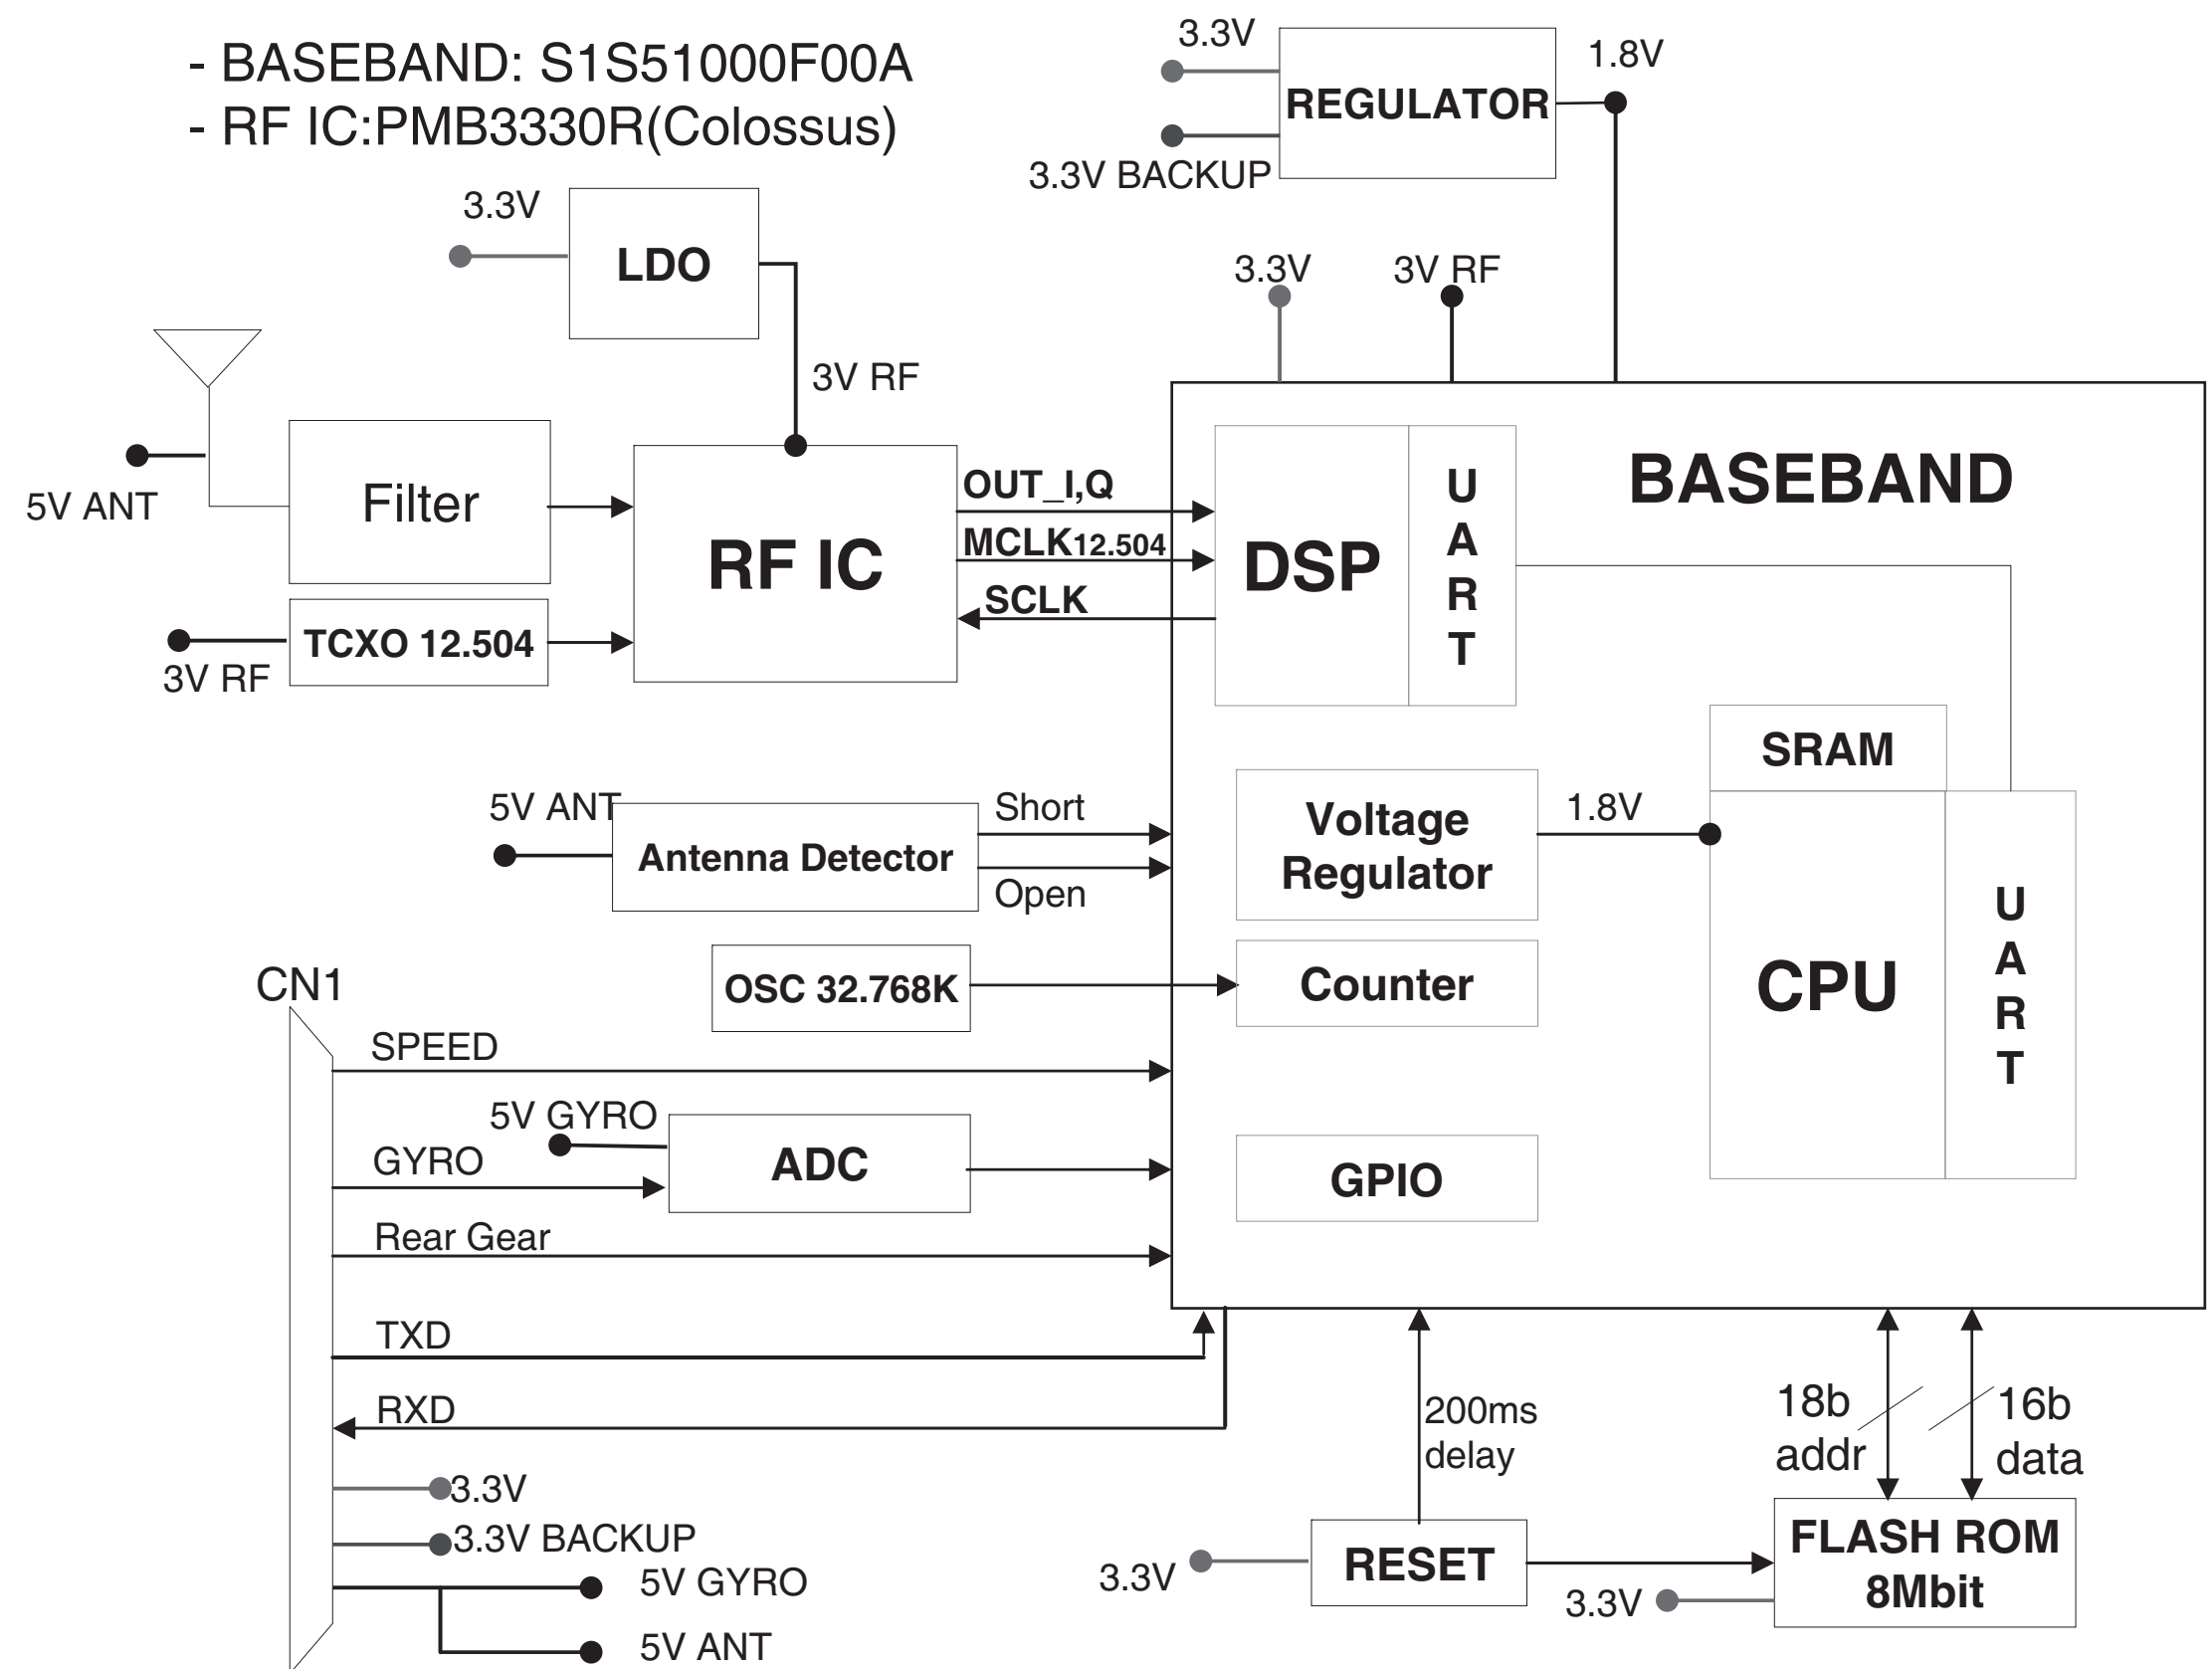 - BASEBAND: S1S51000F00A
- RF IC:PMB3330R(Colossus)
3.3V
REGULATOR
1.8V
3.3V BACKUP
3.3V
LDO
3V RF
3.3V
3V RF
5V ANT
Filter
RF IC
TCXO 12.504
3V RF
OUT_I,Q
MCLK12.504
SCLK
DSP
UART
BASEBAND
SRAM
5V ANT
Antenna Detector
Short
Open
Voltage
Regulator
1.8V
CPU
UART
OSC 32.768K
Counter
CN1
SPEED
5V GYRO
GYRO
ADC
GPIO
Rear Gear
TXD
RXD
200ms
delay
18b
addr
16b
data
3.3V
3.3V BACKUP
5V GYRO
5V ANT
3.3V
RESET
3.3V
FLASH ROM
8Mbit